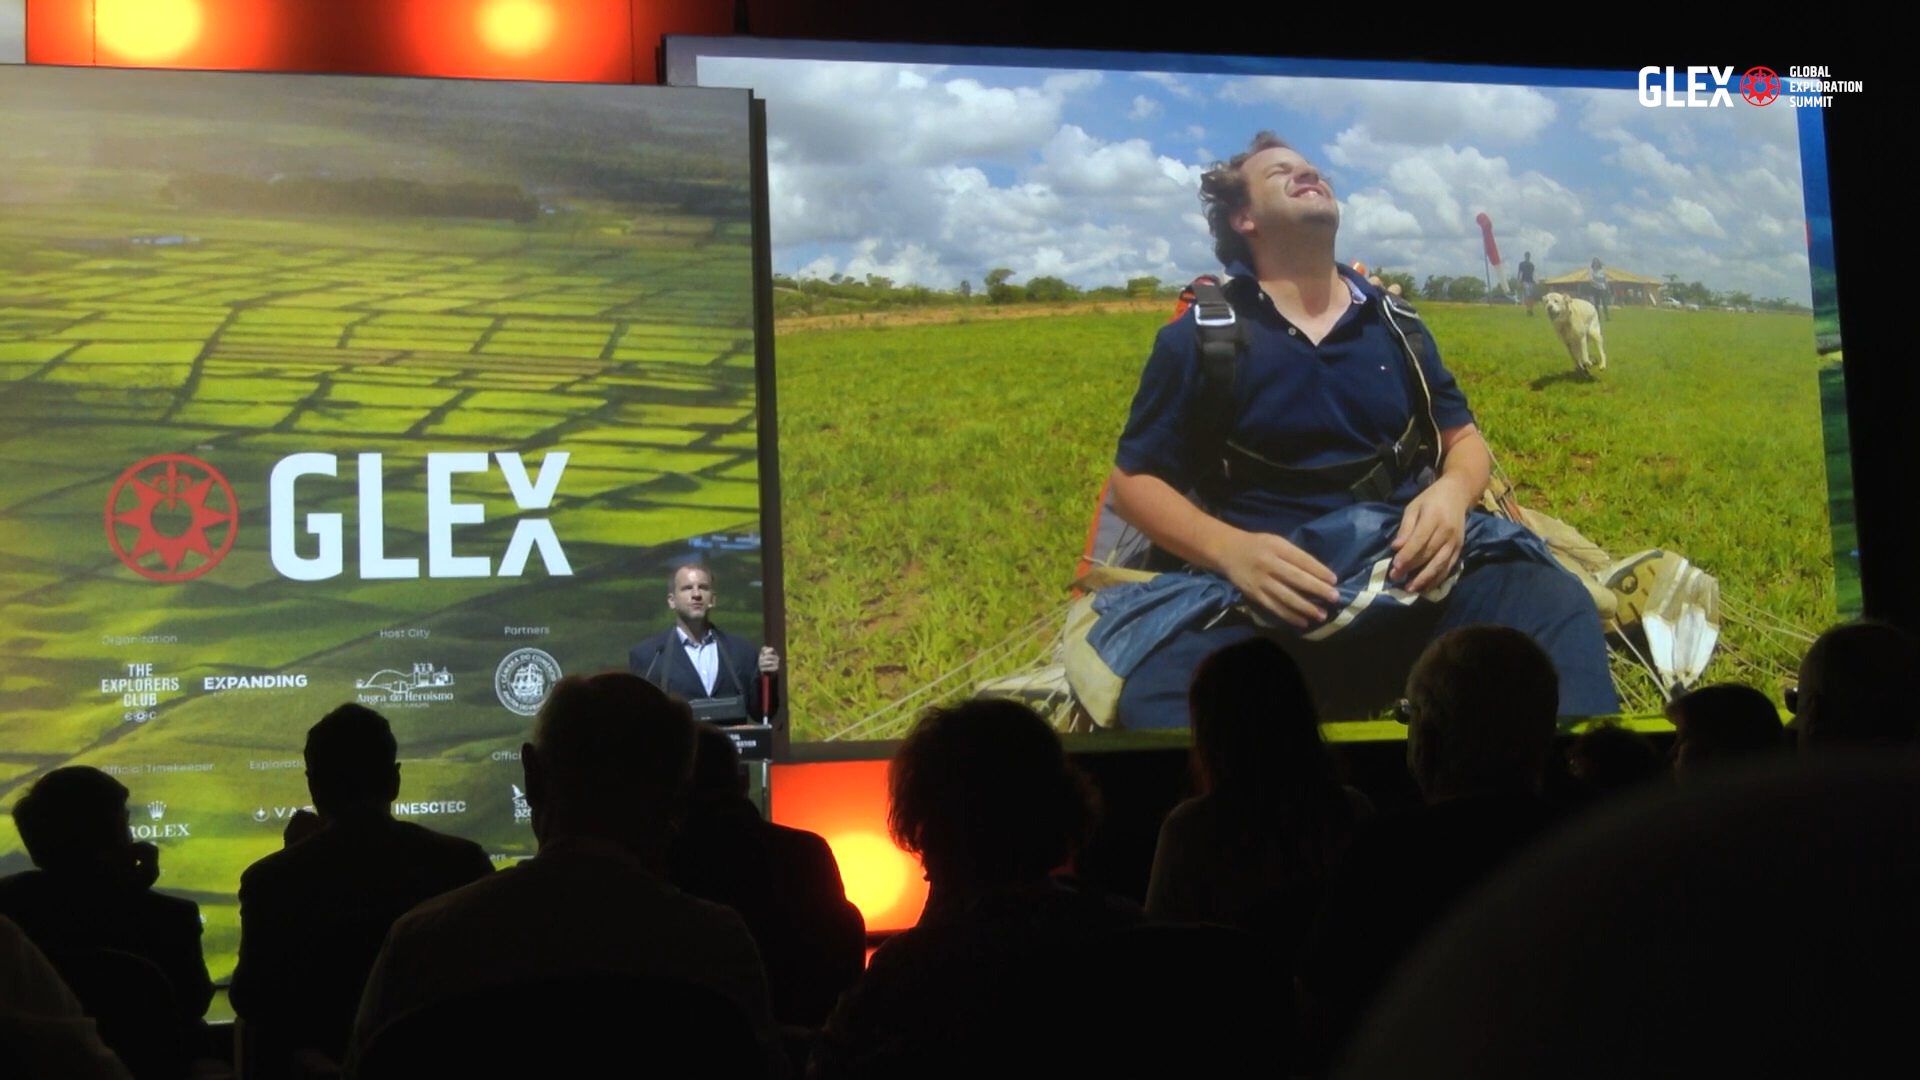 GLEX
GLOBAL
EXPLORATION
SUMMIT
GLEX
Organization
Host City
Partners
THE
EXPLORERS
CLUB
EXPANDING
Angra do Heroísmo
Official Timekeeper
ROLEX
INESCTEC